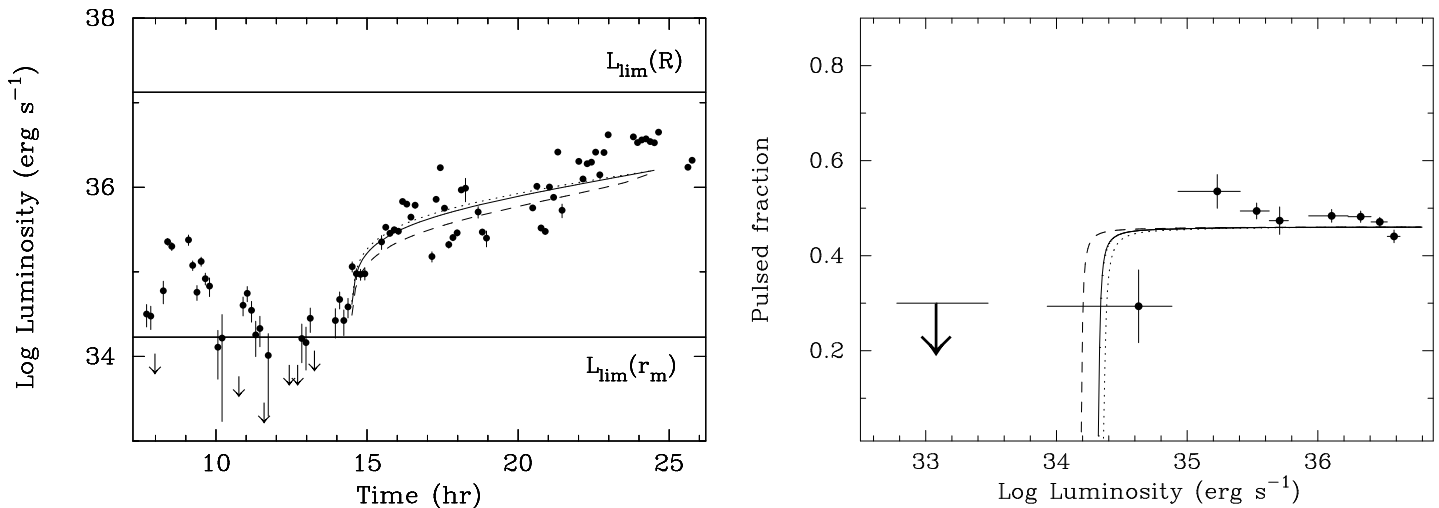 38
36
34
Log Luminosity (erg s⁻¹)
L_lim(R)
L_lim(r_m)
10 15 20 25
Time (hr)
0.8
0.6
0.4
0.2
Pulsed fraction
33 34 35 36
Log Luminosity (erg s⁻¹)